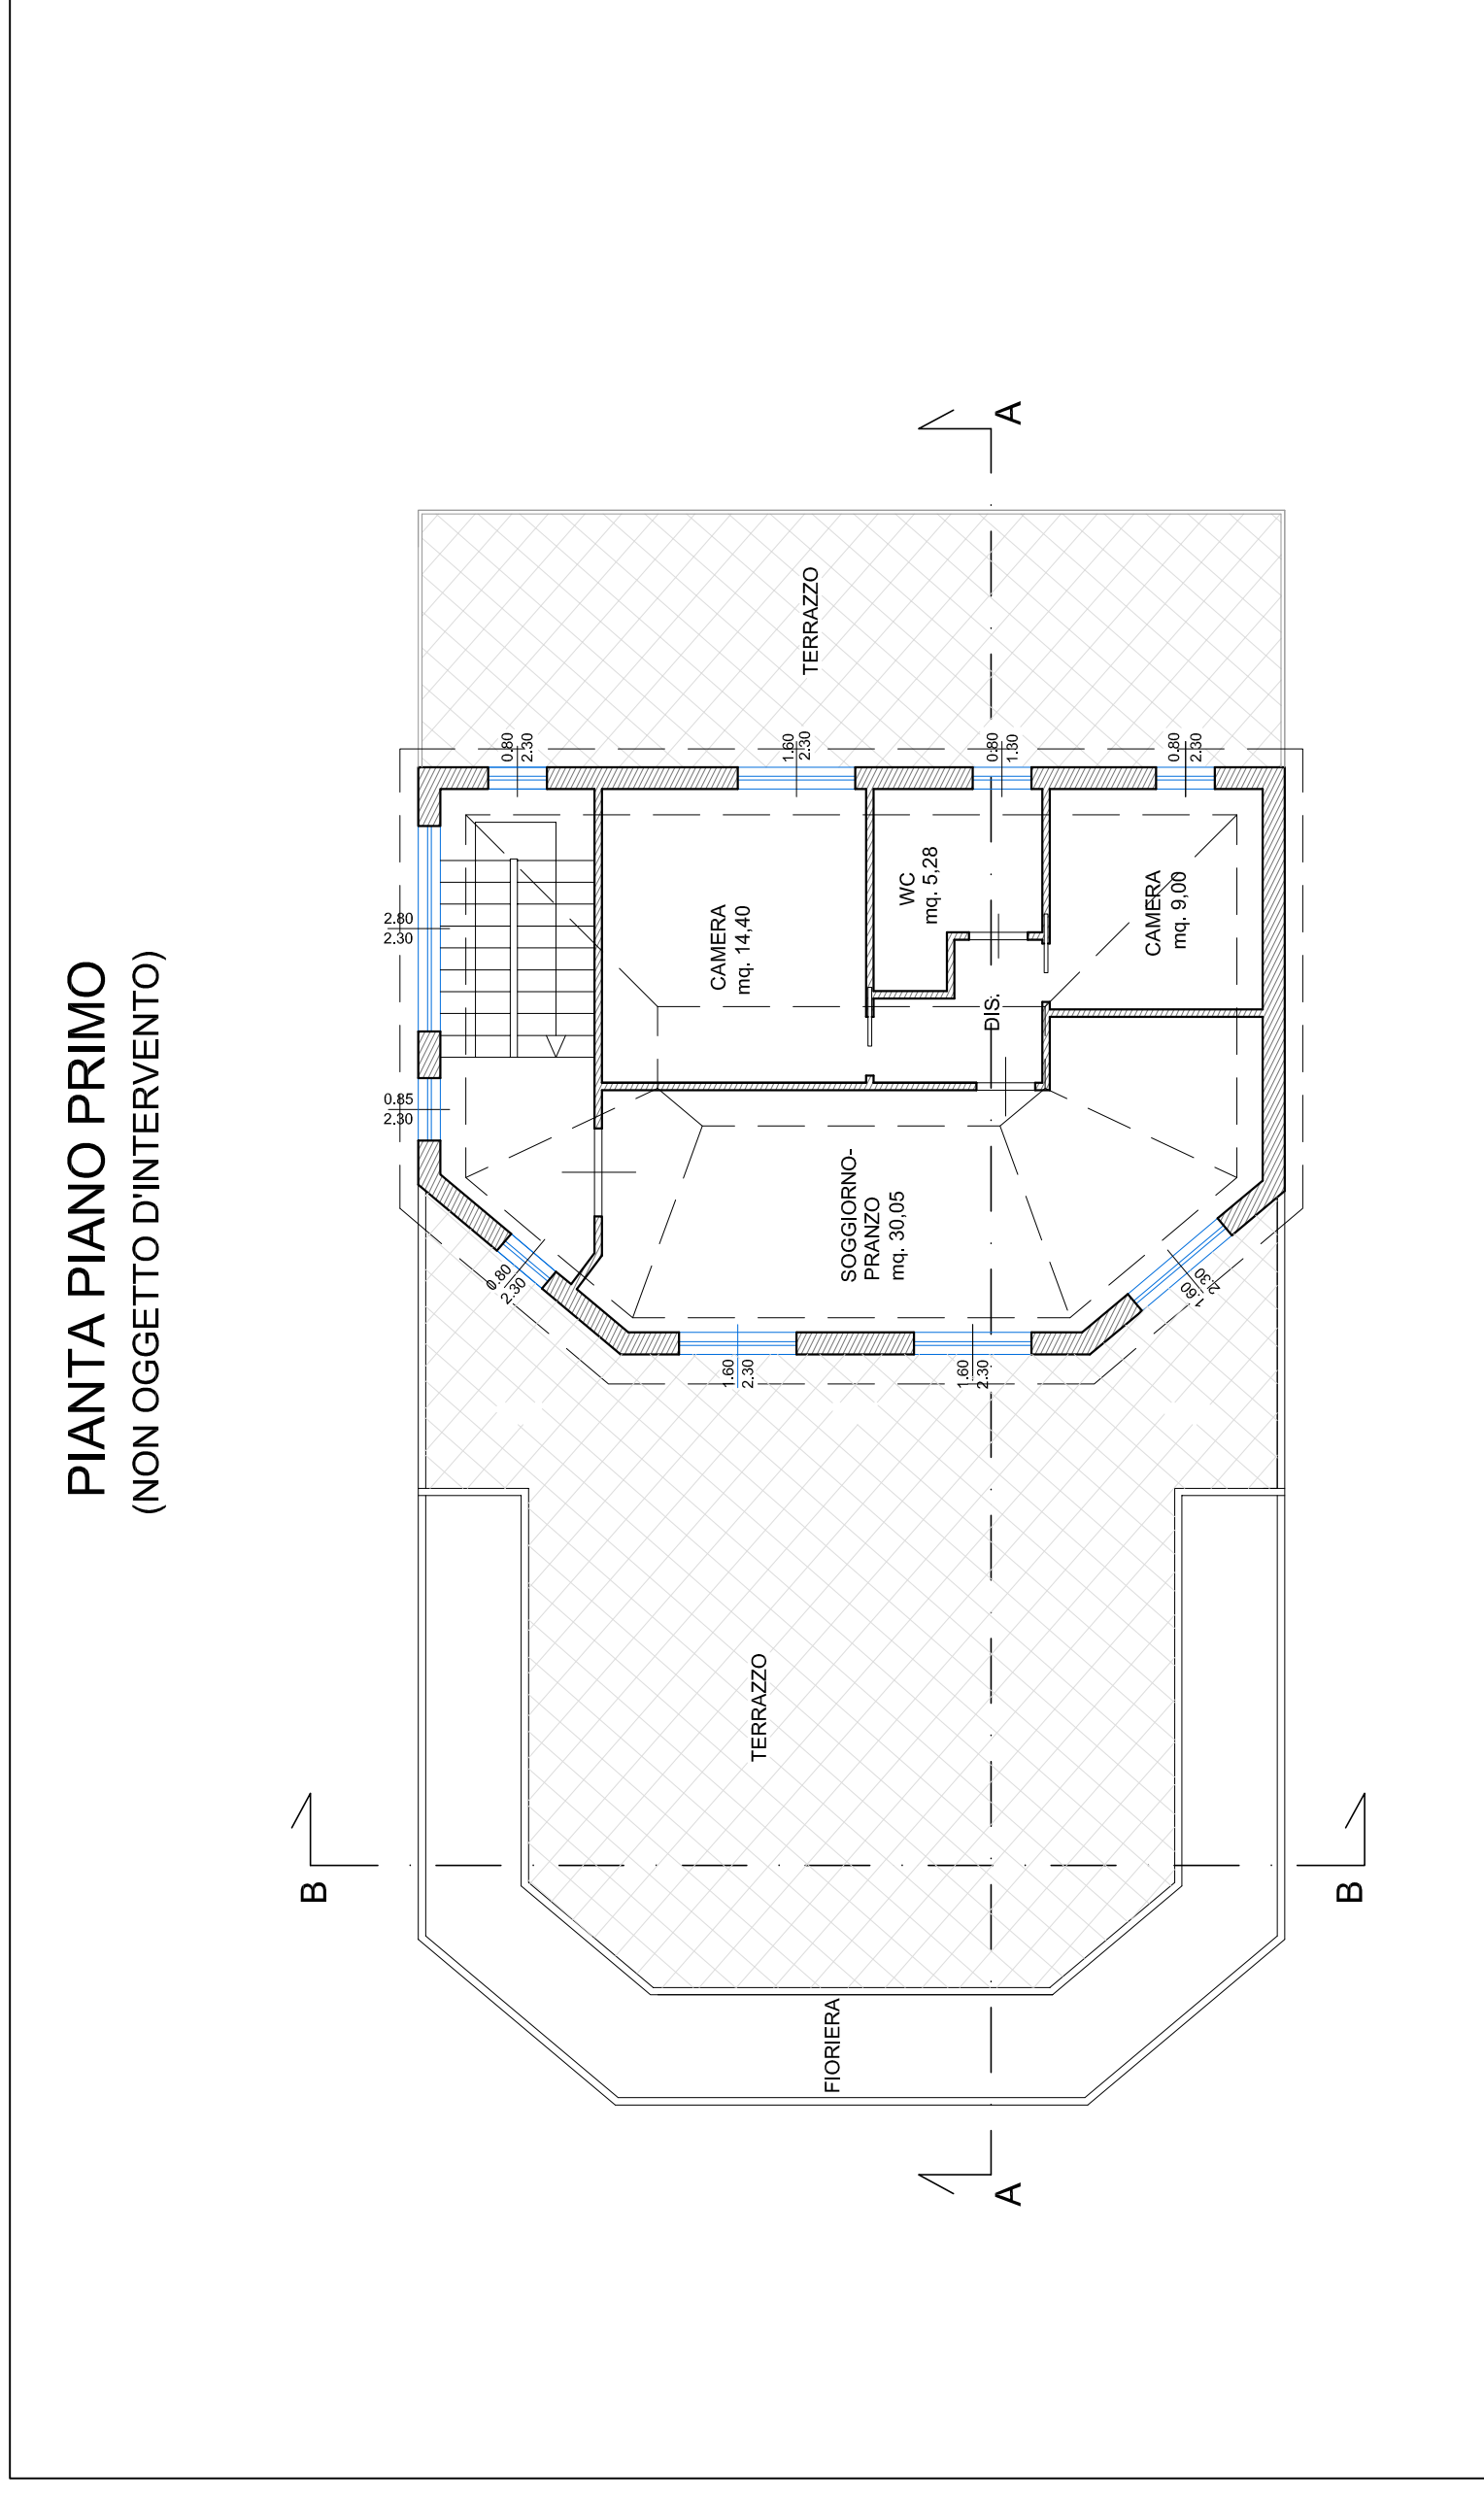 PIANTA PIANO PRIMO
(NON OGGETTO D'INTERVENTO)
2.80
2.30
0.85
2.30
0.80
2.30
0.80
2.30
CAMERA
mq. 14,40
1.60
2.30
TERRAZZO
WC
mq. 5,28
0.80
1.30
DIS.
CAMERA
mq. 9,00
0.80
2.30
SOGGIORNO-
PRANZO
mq. 30,05
1.60
2.30
1.60
2.30
1.60
2.30
TERRAZZO
FIORIERA
A
A
B
B